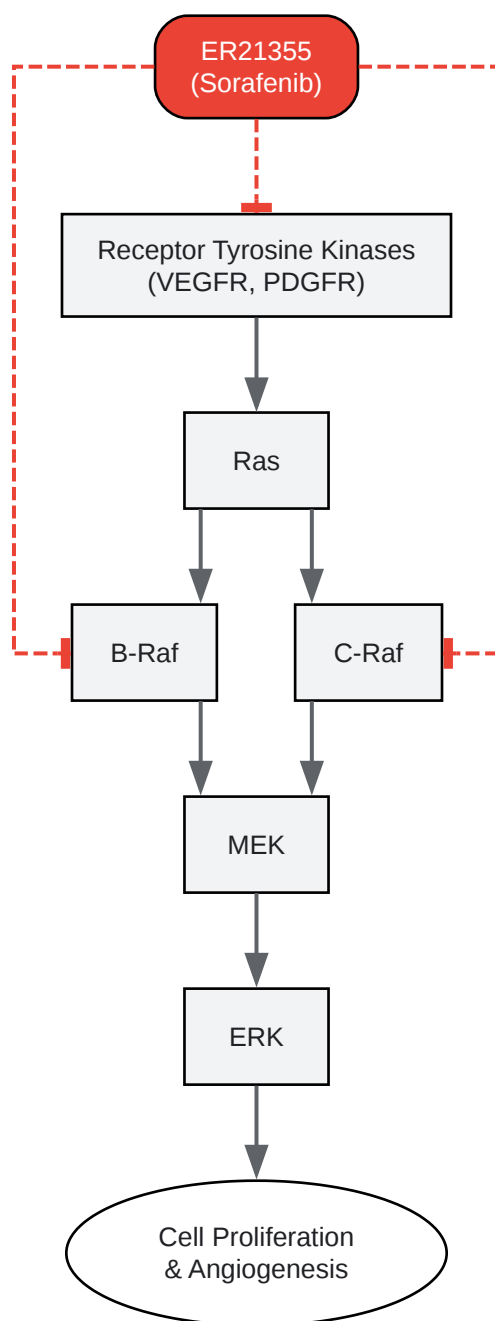 ER21355
(Sorafenib)
Receptor Tyrosine Kinases
(VEGFR, PDGFR)
Ras
B-Raf
C-Raf
MEK
ERK
Cell Proliferation
& Angiogenesis